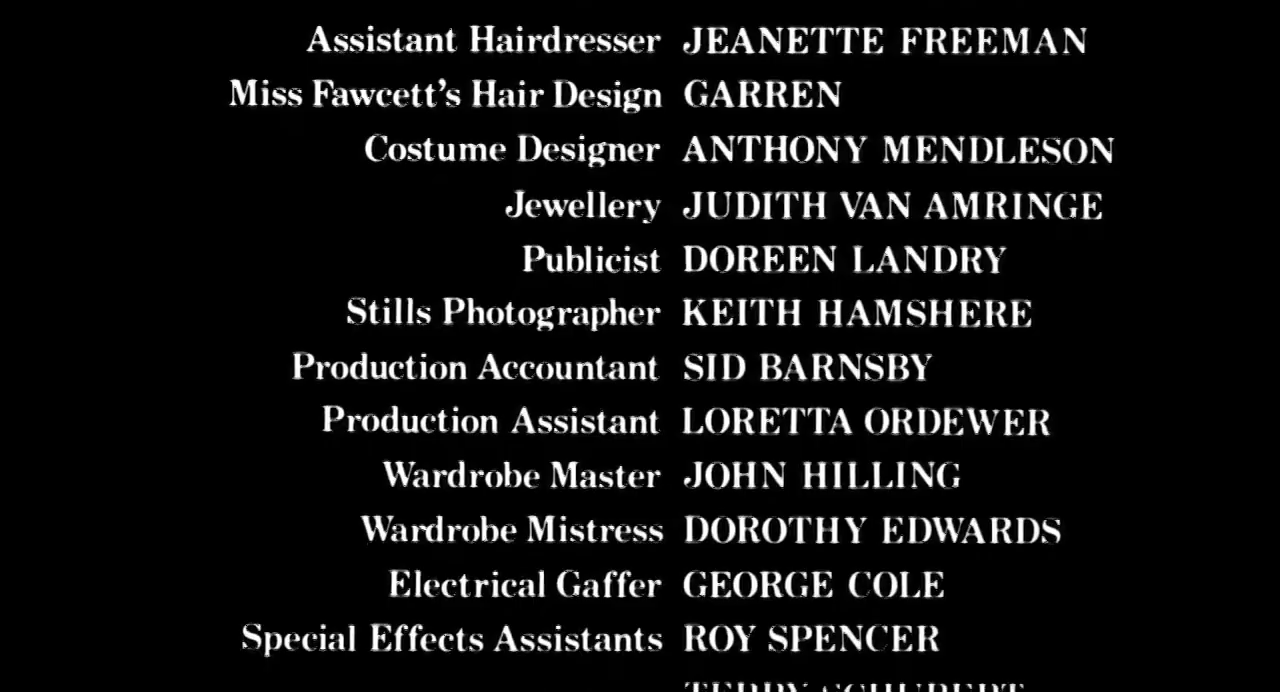 Assistant Hairdresser JEANETTE FREEMAN
Miss Fawcett's Hair Design GARREN
Costume Designer ANTHONY MENDLESON
Jewellery JUDITH VAN AMRINGE
Publicist DOREEN LANDRY
Stills Photographer KEITH HAMSHERE
Production Accountant SID BARNSBY
Production Assistant LORETTA ORDEWER
Wardrobe Master JOHN HILLING
Wardrobe Mistress DOROTHY EDWARDS
Electrical Gaffer GEORGE COLE
Special Effects Assistants ROY SPENCER